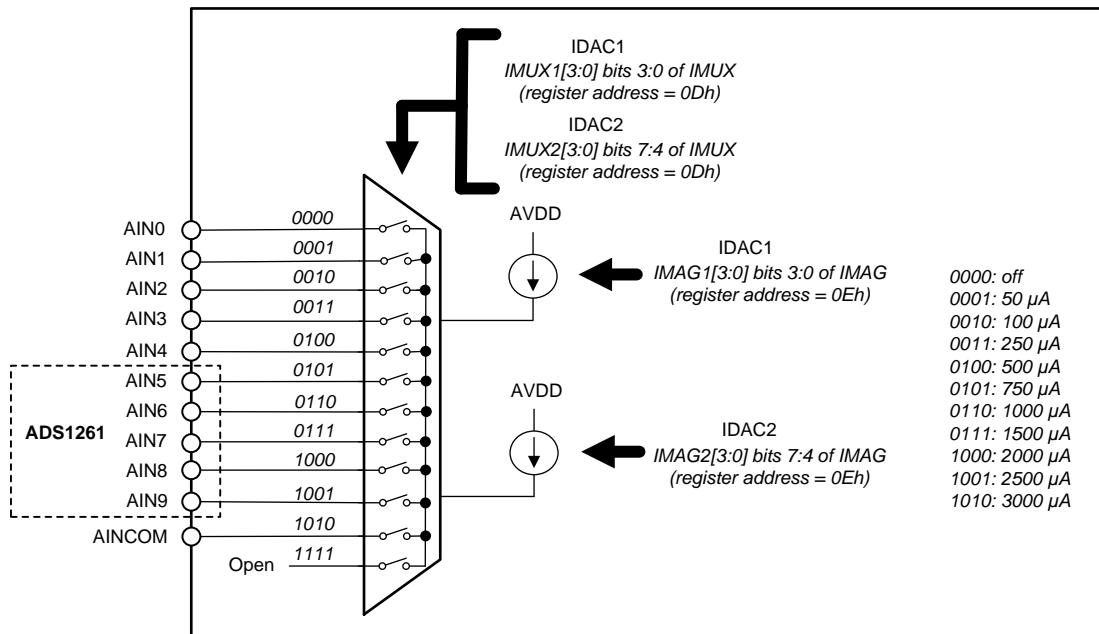 IDAC1
IMUX1[3:0] bits 3:0 of IMUX
(register address = 0Dh)
IDAC2
IMUX2[3:0] bits 7:4 of IMUX
(register address = 0Dh)
AIN0
0000
AIN1
0001
AIN2
0010
AIN3
0011
AIN4
0100
AIN5
0101
AIN6
0110
AIN7
0111
AIN8
1000
AIN9
1001
AINCOM
1010
Open
1111
ADS1261
AVDD
IDAC1
IMAG1[3:0] bits 3:0 of IMAG
(register address = 0Eh)
AVDD
IDAC2
IMAG2[3:0] bits 7:4 of IMAG
(register address = 0Eh)
0000: off
0001: 50 µA
0010: 100 µA
0011: 250 µA
0100: 500 µA
0101: 750 µA
0110: 1000 µA
0111: 1500 µA
1000: 2000 µA
1001: 2500 µA
1010: 3000 µA